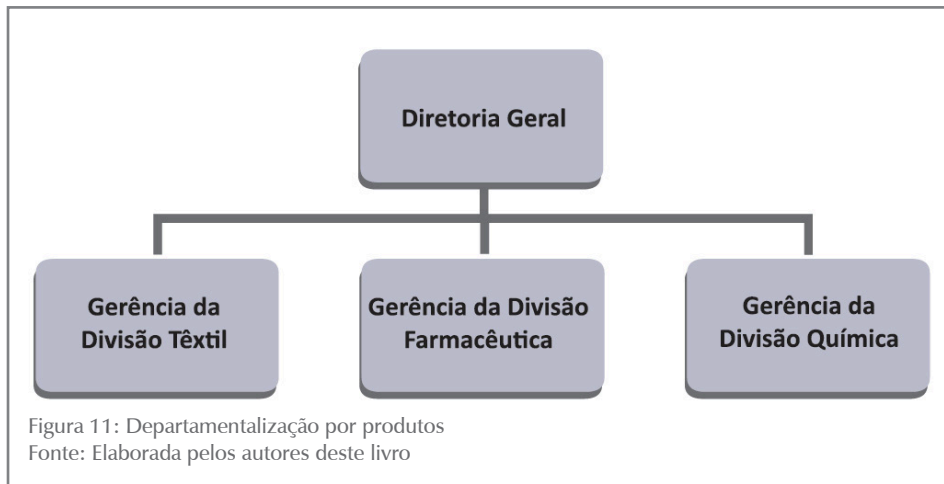 Diretoria Geral
Gerência da
Divisão Têxtil
Gerência da Divisão
Farmacêutica
Gerência da
Divisão Química
Figura 11: Departamentalização por produtos
Fonte: Elaborada pelos autores deste livro